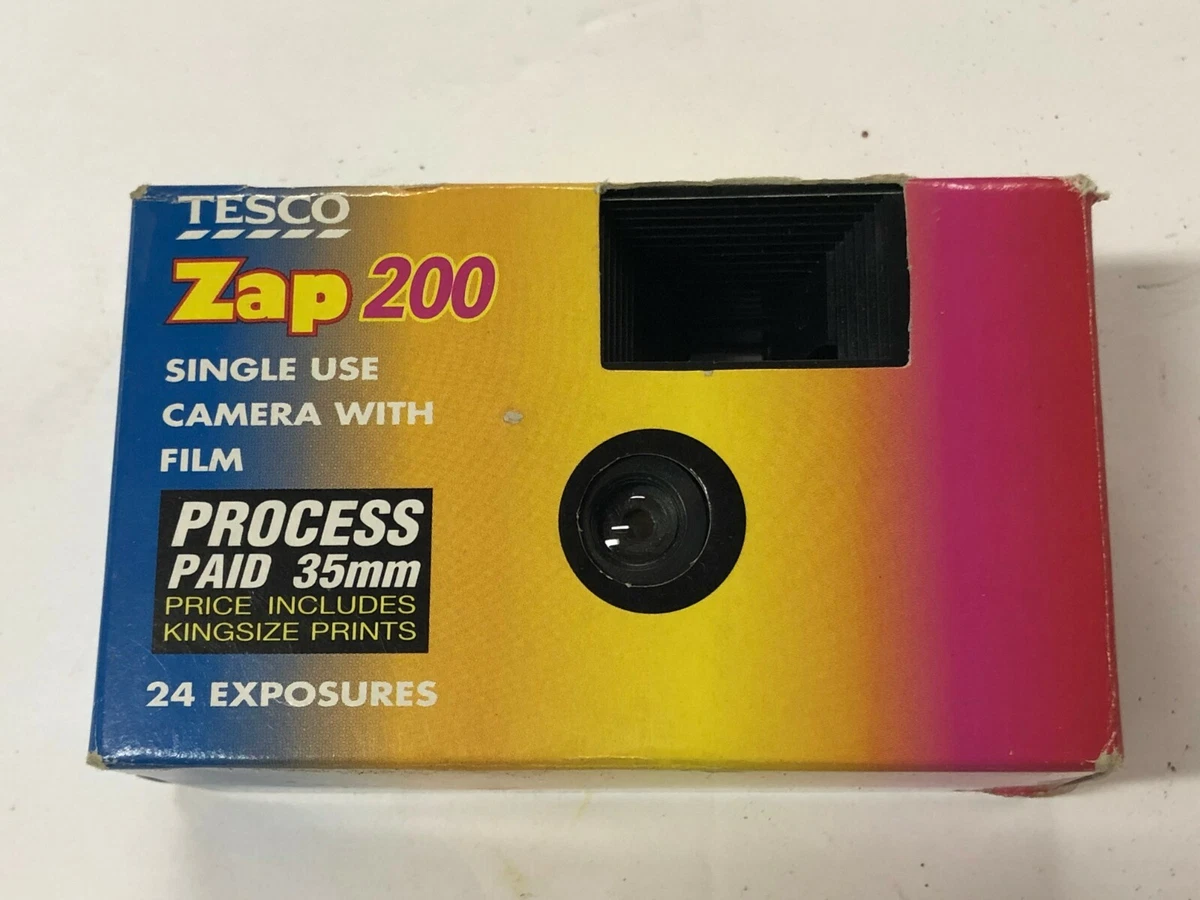 TESCO
Zap 200
SINGLE USE
CAMERA WITH
FILM
PROCESS
PAID 35mm
PRICE INCLUDES
KINGSIZE PRINTS
24 EXPOSURES